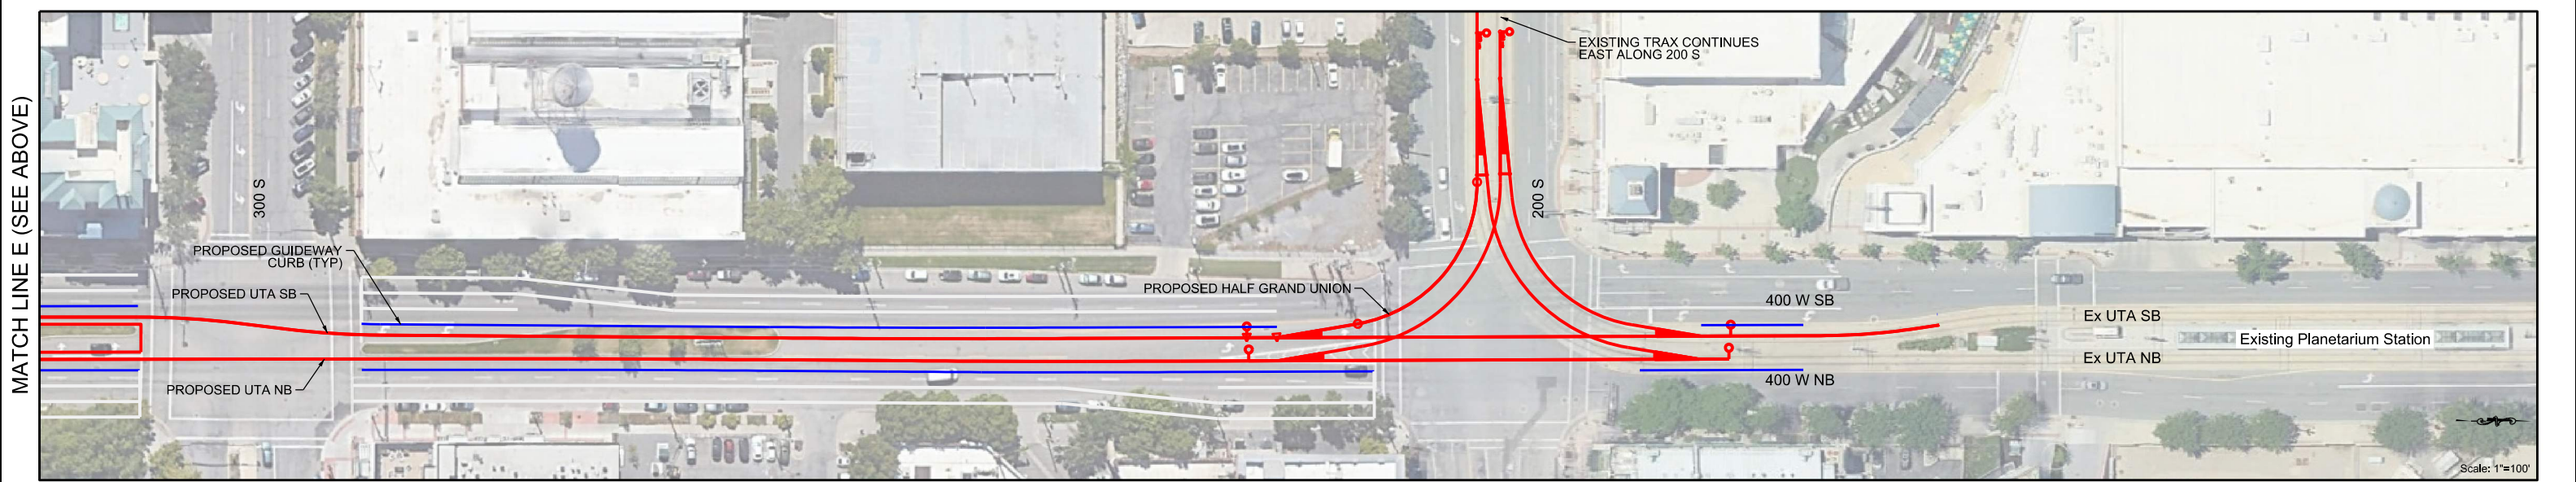 MATCH LINE E (SEE ABOVE)
300 S
PROPOSED GUIDEWAY
CURB (TYP)
PROPOSED UTA SB
PROPOSED UTA NB
PROPOSED HALF GRAND UNION
EXISTING TRAX CONTINUES
EAST ALONG 200 S
200 S
400 W SB
400 W NB
Ex UTA SB
Existing Planetarium Station
Ex UTA NB
Scale: 1"=100'